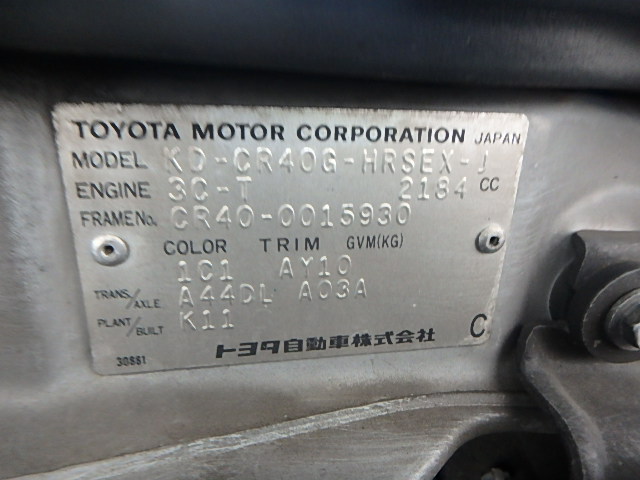 TOYOTA MOTOR CORPORATION JAPAN
MODEL KD-CR40G-HRSEX-J
ENGINE 3C-T 2184 CC
FRAME No. CR40-0015930
COLOR TRIM GVM(KG)
1C1 AY10
TRANS/AXLE A44DL A03A
PLANT/BUILT K11
トヨタ自動車株式会社 C
30551